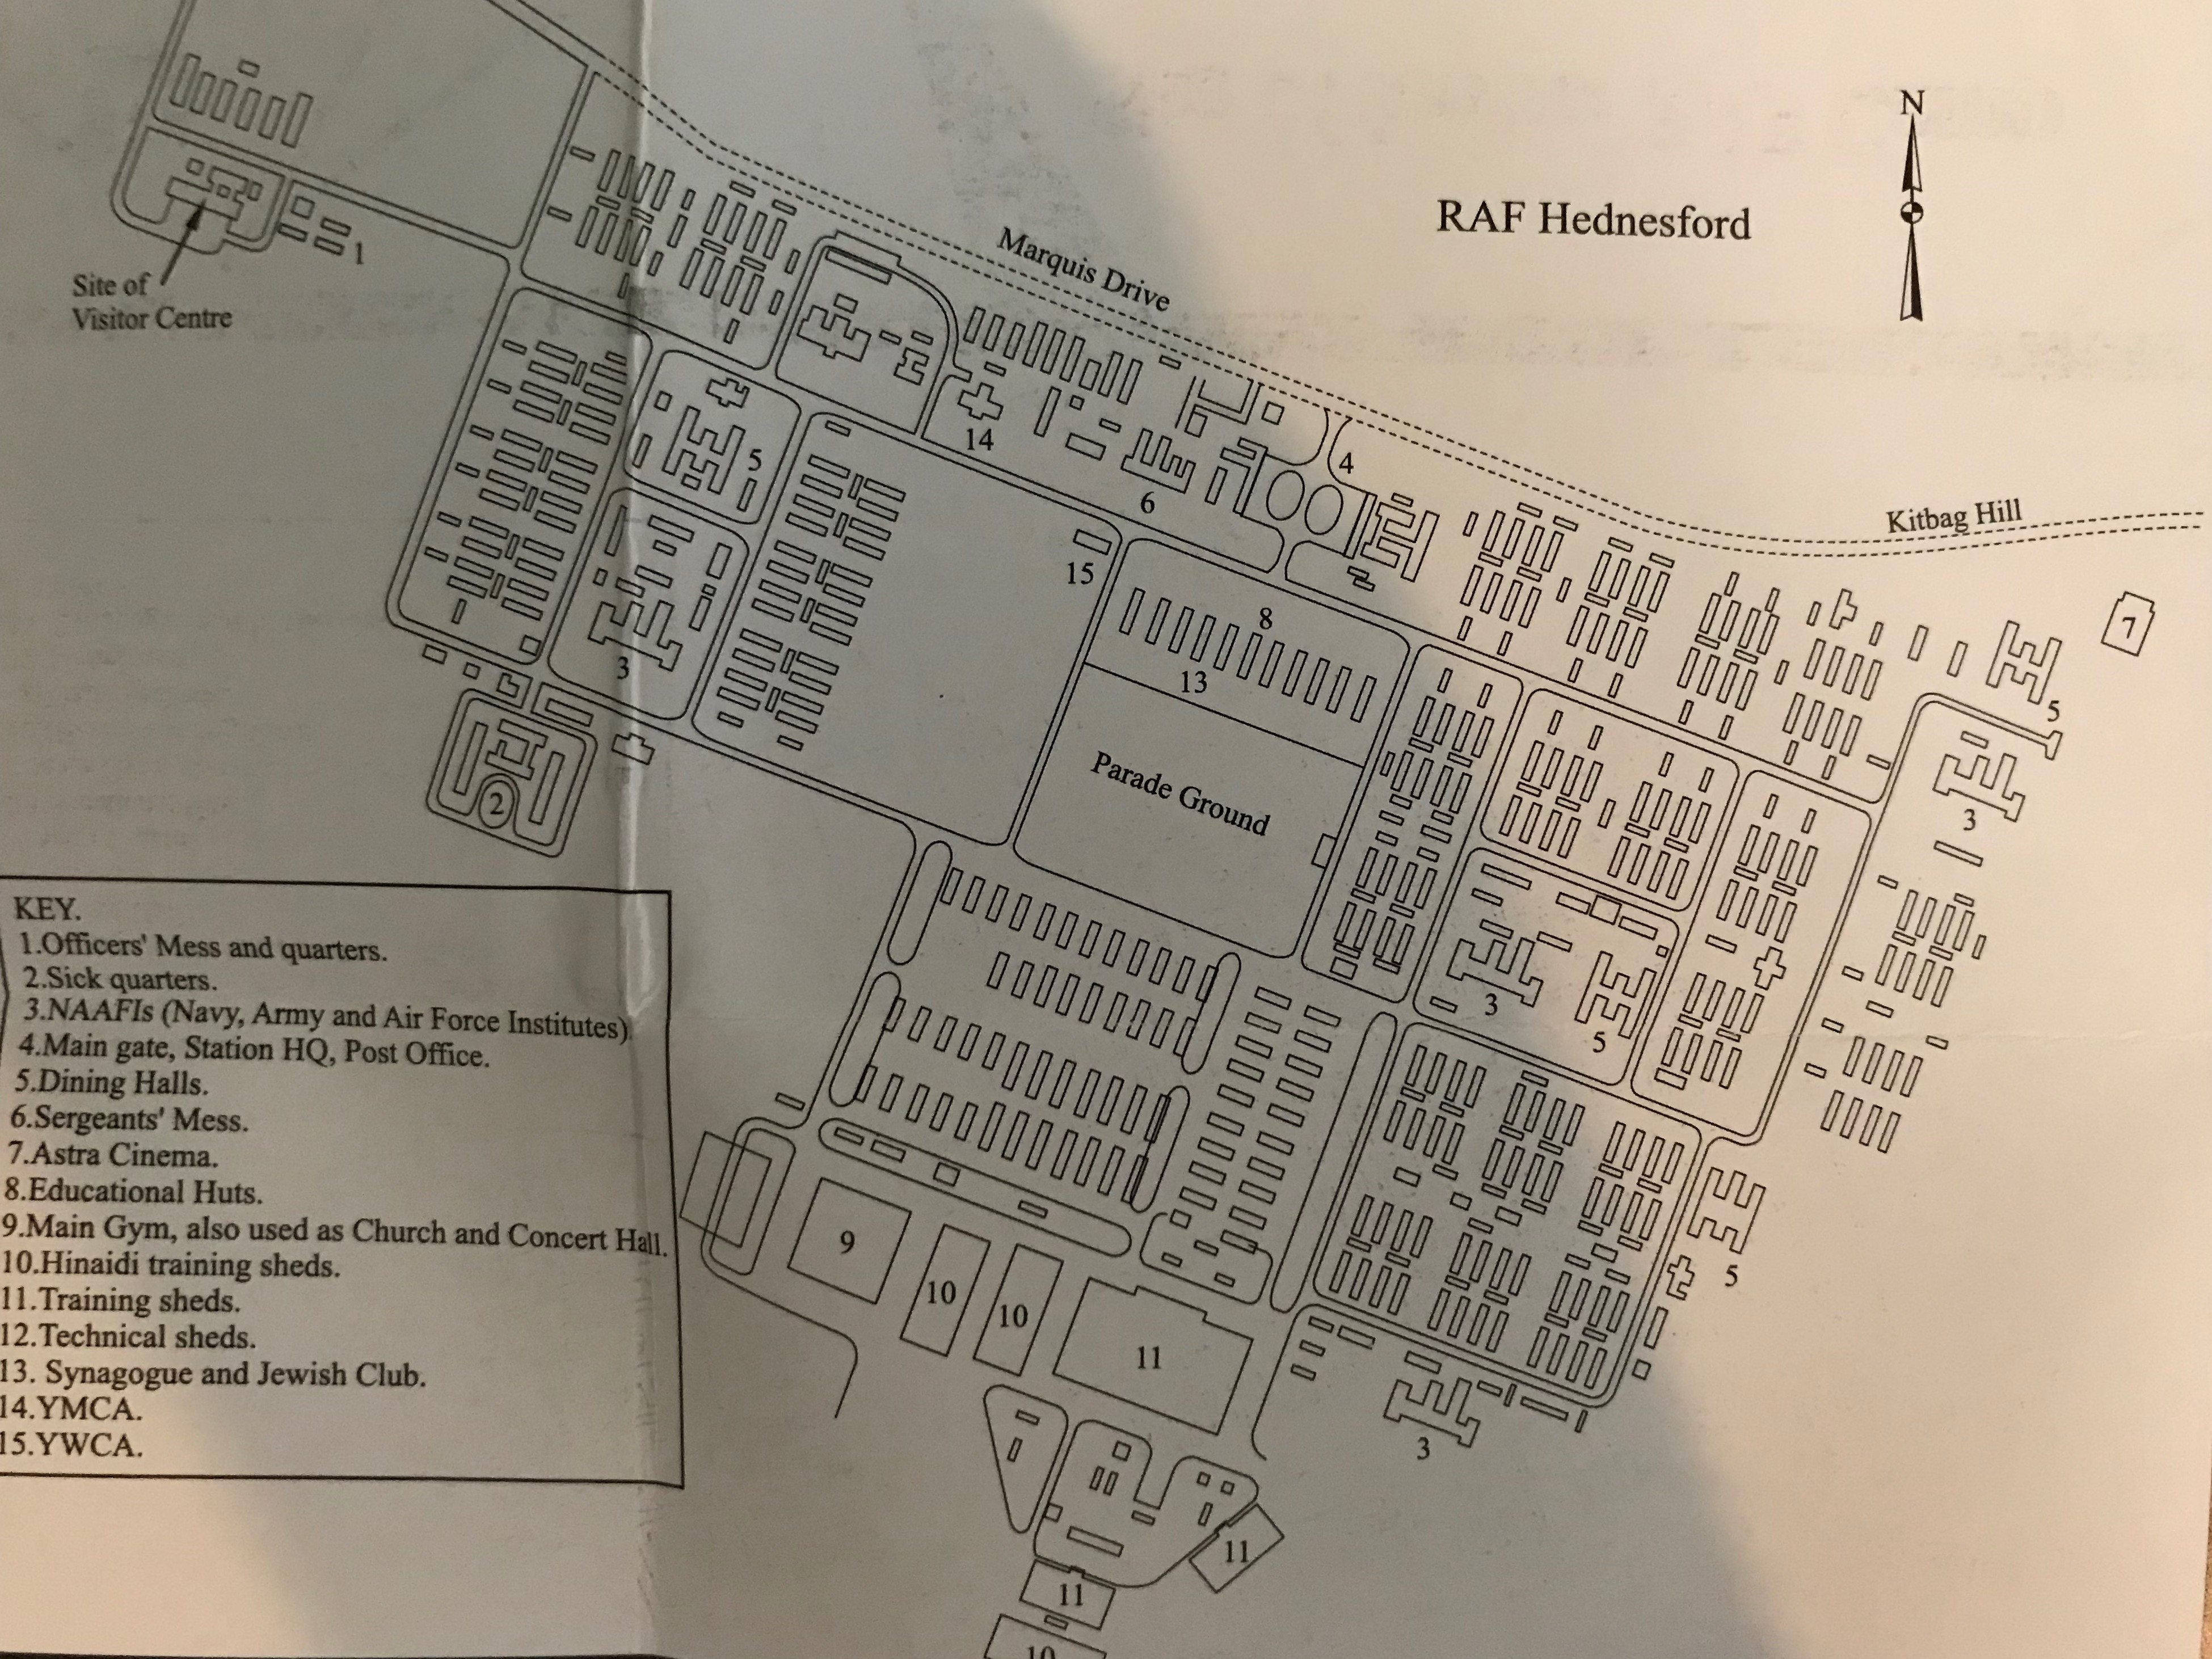 N
RAF Hednesford
Marquis Drive
Kitbag Hill
Site of
Visitor Centre
1
14
5
4
6
15
8
13
3
7
5
3
2
Parade Ground
3
5
9
10
10
11
5
3
11
11
10
KEY.
1.Officers' Mess and quarters.
2.Sick quarters.
3.NAAFIs (Navy, Army and Air Force Institutes)
4.Main gate, Station HQ, Post Office.
5.Dining Halls.
6.Sergeants' Mess.
7.Astra Cinema.
8.Educational Huts.
9.Main Gym, also used as Church and Concert Hall.
10.Hinaidi training sheds.
11.Training sheds.
12.Technical sheds.
13. Synagogue and Jewish Club.
14.YMCA.
15.YWCA.